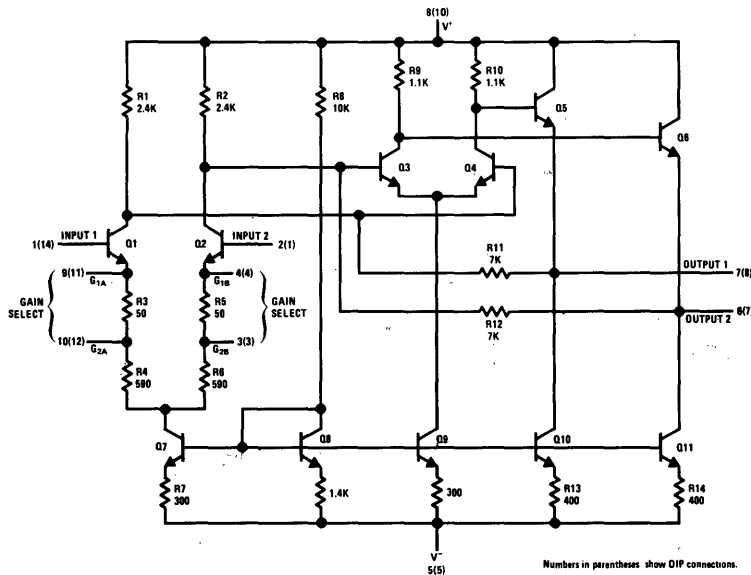 8(10)
V+
R1
2.4K
R2
2.4K
R8
10K
R9
1.1K
R10
1.1K
Q5
Q6
Q3
Q4
INPUT 1
1(14)
Q1
Q2
INPUT 2
2(1)
R11
7K
OUTPUT 1
7(8)
9(11)
G1A
4(4)
G1B
GAIN
SELECT
R3
50
R5
50
GAIN
SELECT
R12
7K
6(7)
OUTPUT 2
10(12)
G2A
3(3)
G2B
R4
590
R6
590
Q7
Q8
Q9
Q10
Q11
R7
300
1.4K
300
R13
400
R14
400
V-
5(5)
Numbers in parentheses show DIP connections.